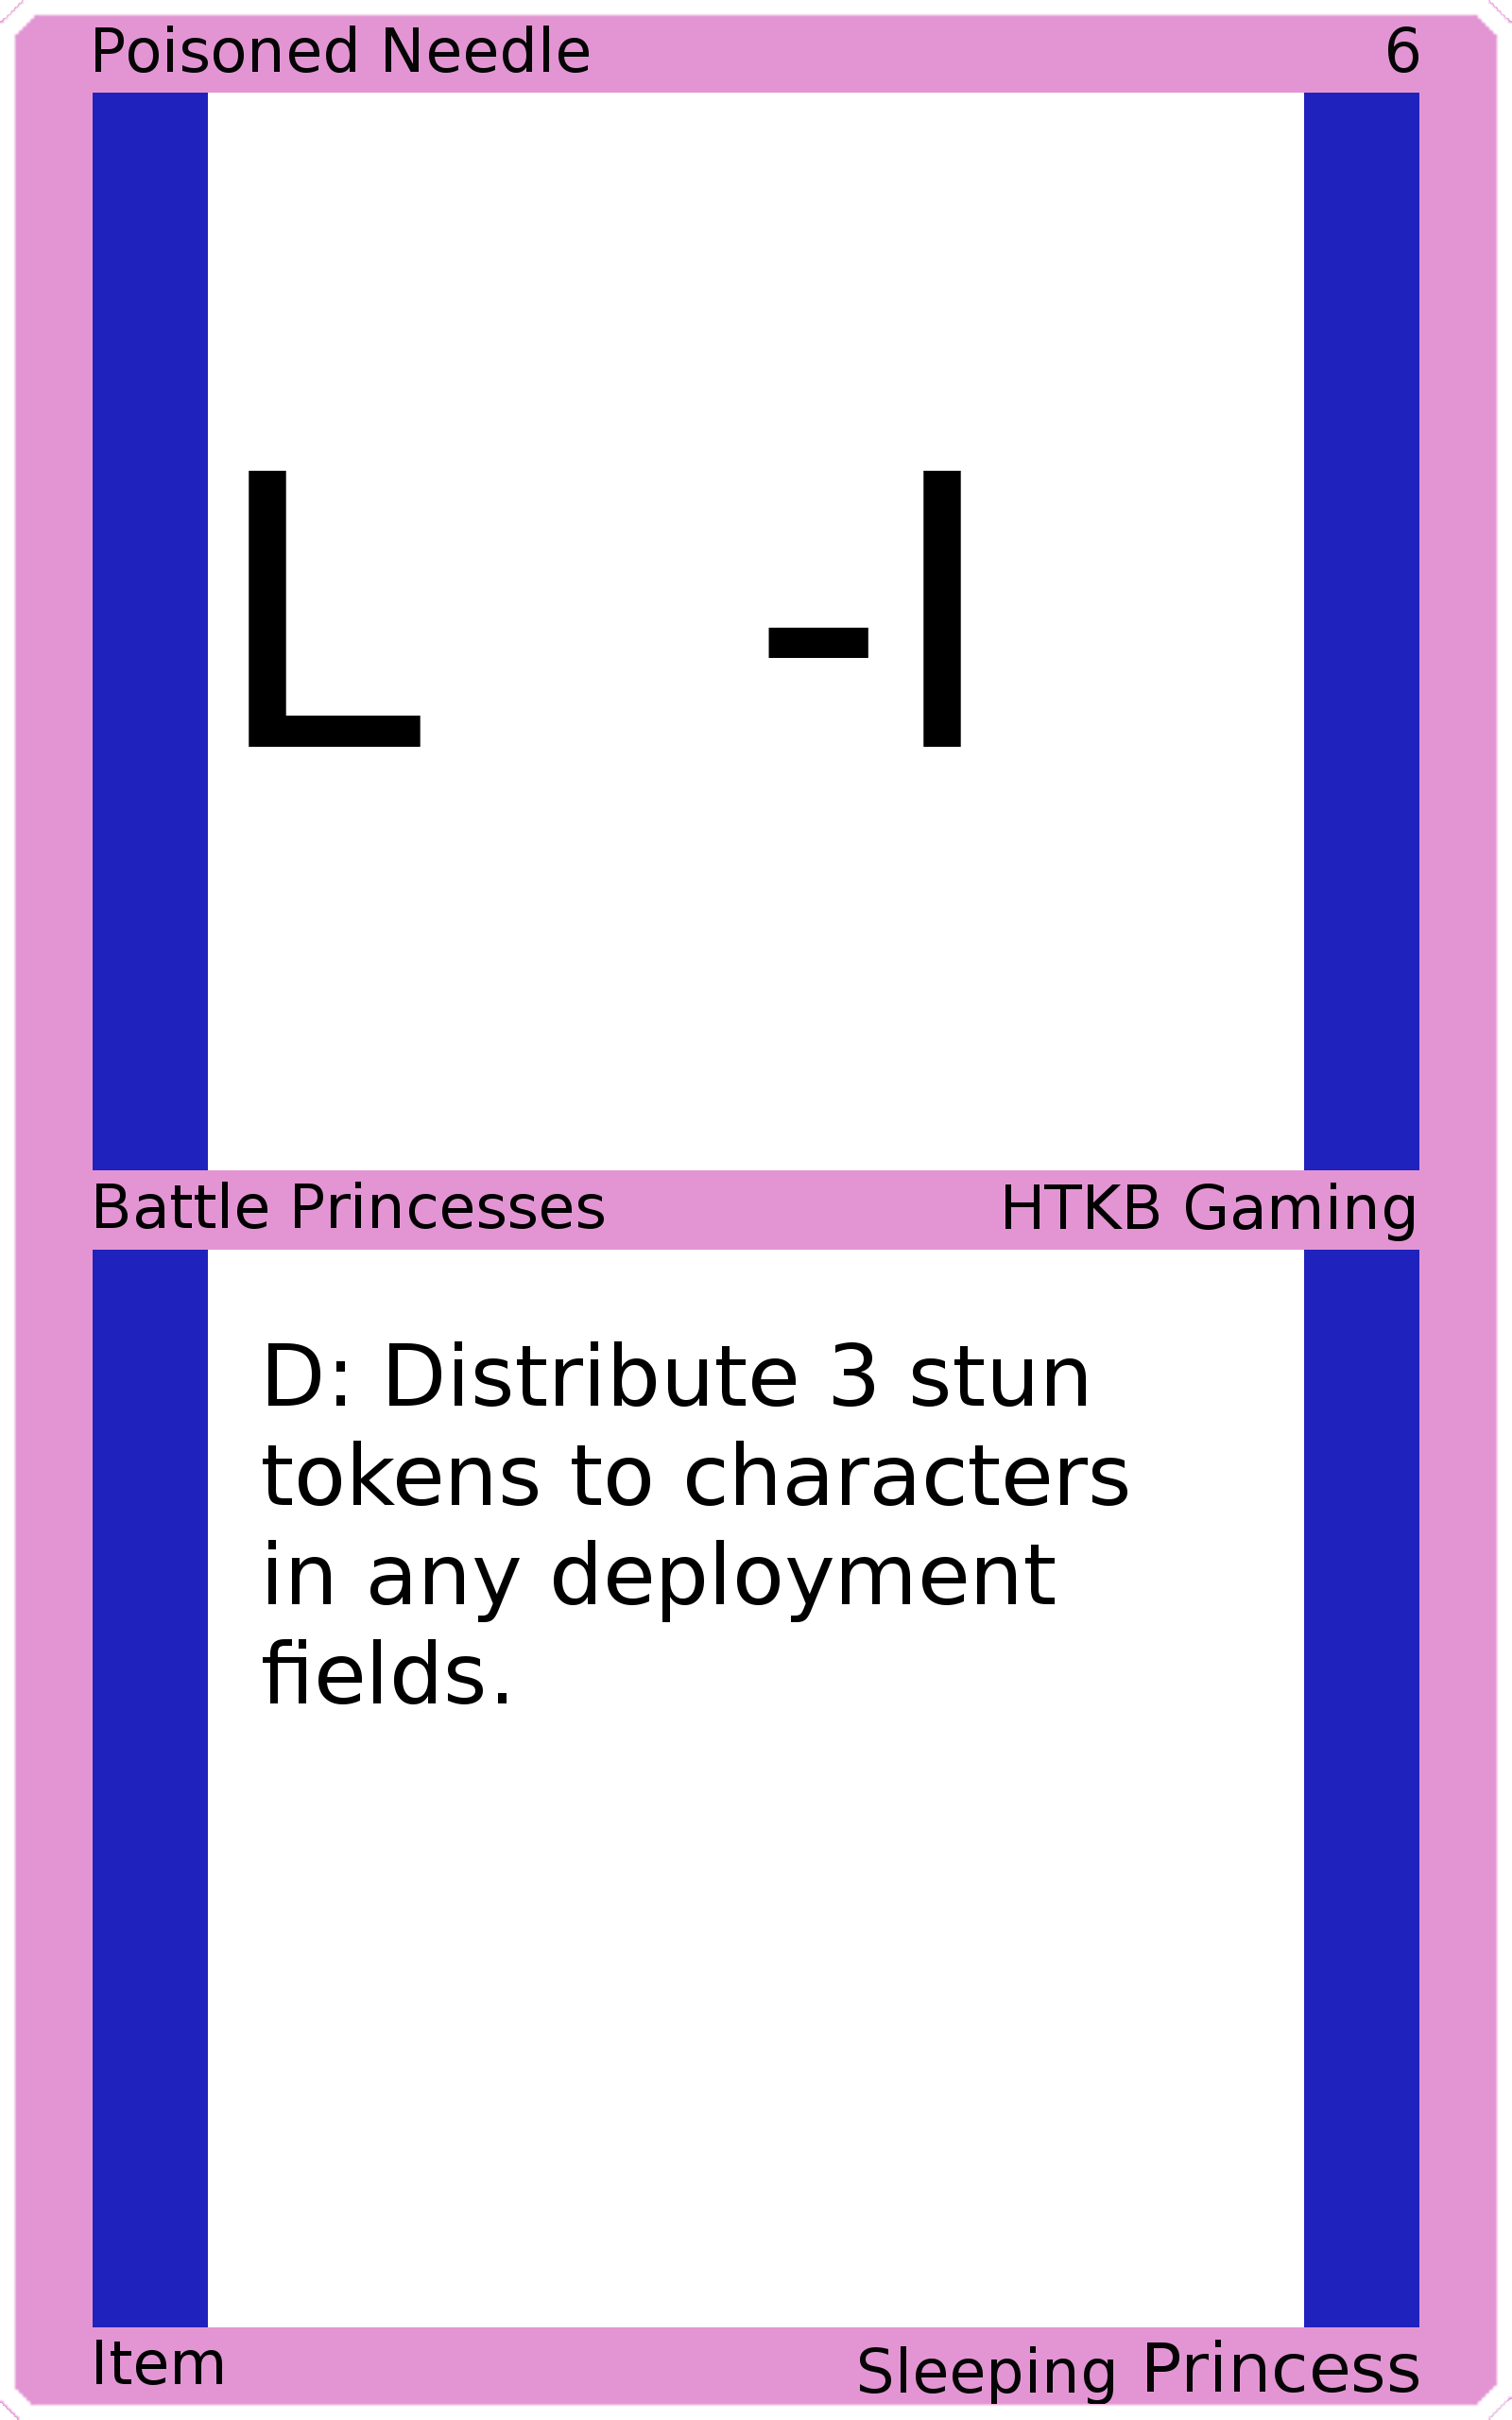 Poisoned Needle 6
L -I
Battle Princesses HTKB Gaming
D: Distribute 3 stun
tokens to characters
in any deployment
fields.
Item Sleeping Princess